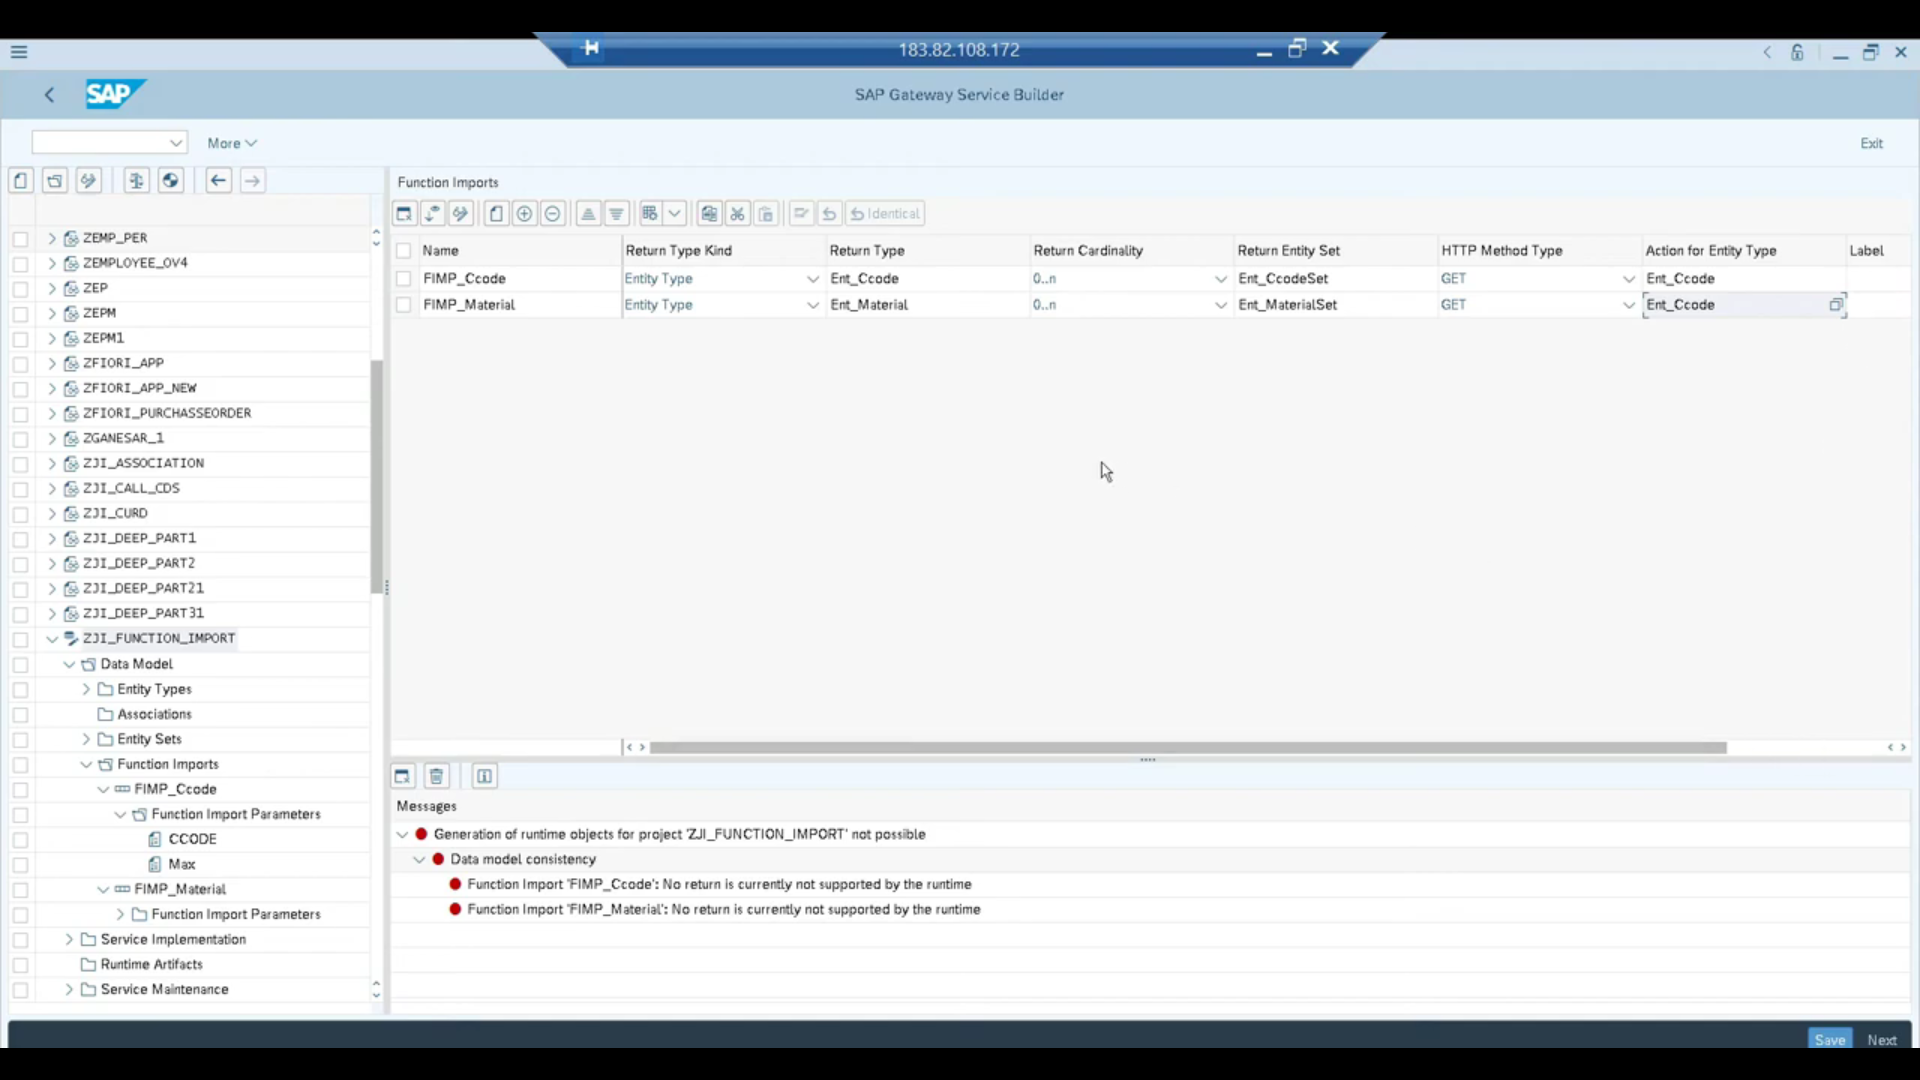 183.82.108.172
SAP
SAP Gateway Service Builder
More
Exit
Function Imports
Identical
Name Return Type Kind Return Type Return Cardinality Return Entity Set HTTP Method Type Action for Entity Type Label
FIMP_Ccode Entity Type Ent_Ccode 0..n Ent_CcodeSet GET Ent_Ccode
FIMP_Material Entity Type Ent_Material 0..n Ent_MaterialSet GET Ent_Ccode
ZEMP_PER
ZEMPLOYEE_OV4
ZEP
ZEPM
ZEPM1
ZFIORI_APP
ZFIORI_APP_NEW
ZFIORI_PURCHASSEORDER
ZGANESAR_1
ZJI_ASSOCIATION
ZJI_CALL_CDS
ZJI_CURD
ZJI_DEEP_PART1
ZJI_DEEP_PART2
ZJI_DEEP_PART21
ZJI_DEEP_PART31
ZJI_FUNCTION_IMPORT
Data Model
Entity Types
Associations
Entity Sets
Function Imports
FIMP_Ccode
Function Import Parameters
CCODE
Max
FIMP_Material
Function Import Parameters
Service Implementation
Runtime Artifacts
Service Maintenance
Messages
Generation of runtime objects for project 'ZJI_FUNCTION_IMPORT' not possible
Data model consistency
Function Import 'FIMP_Ccode': No return is currently not supported by the runtime
Function Import 'FIMP_Material': No return is currently not supported by the runtime
Save Next